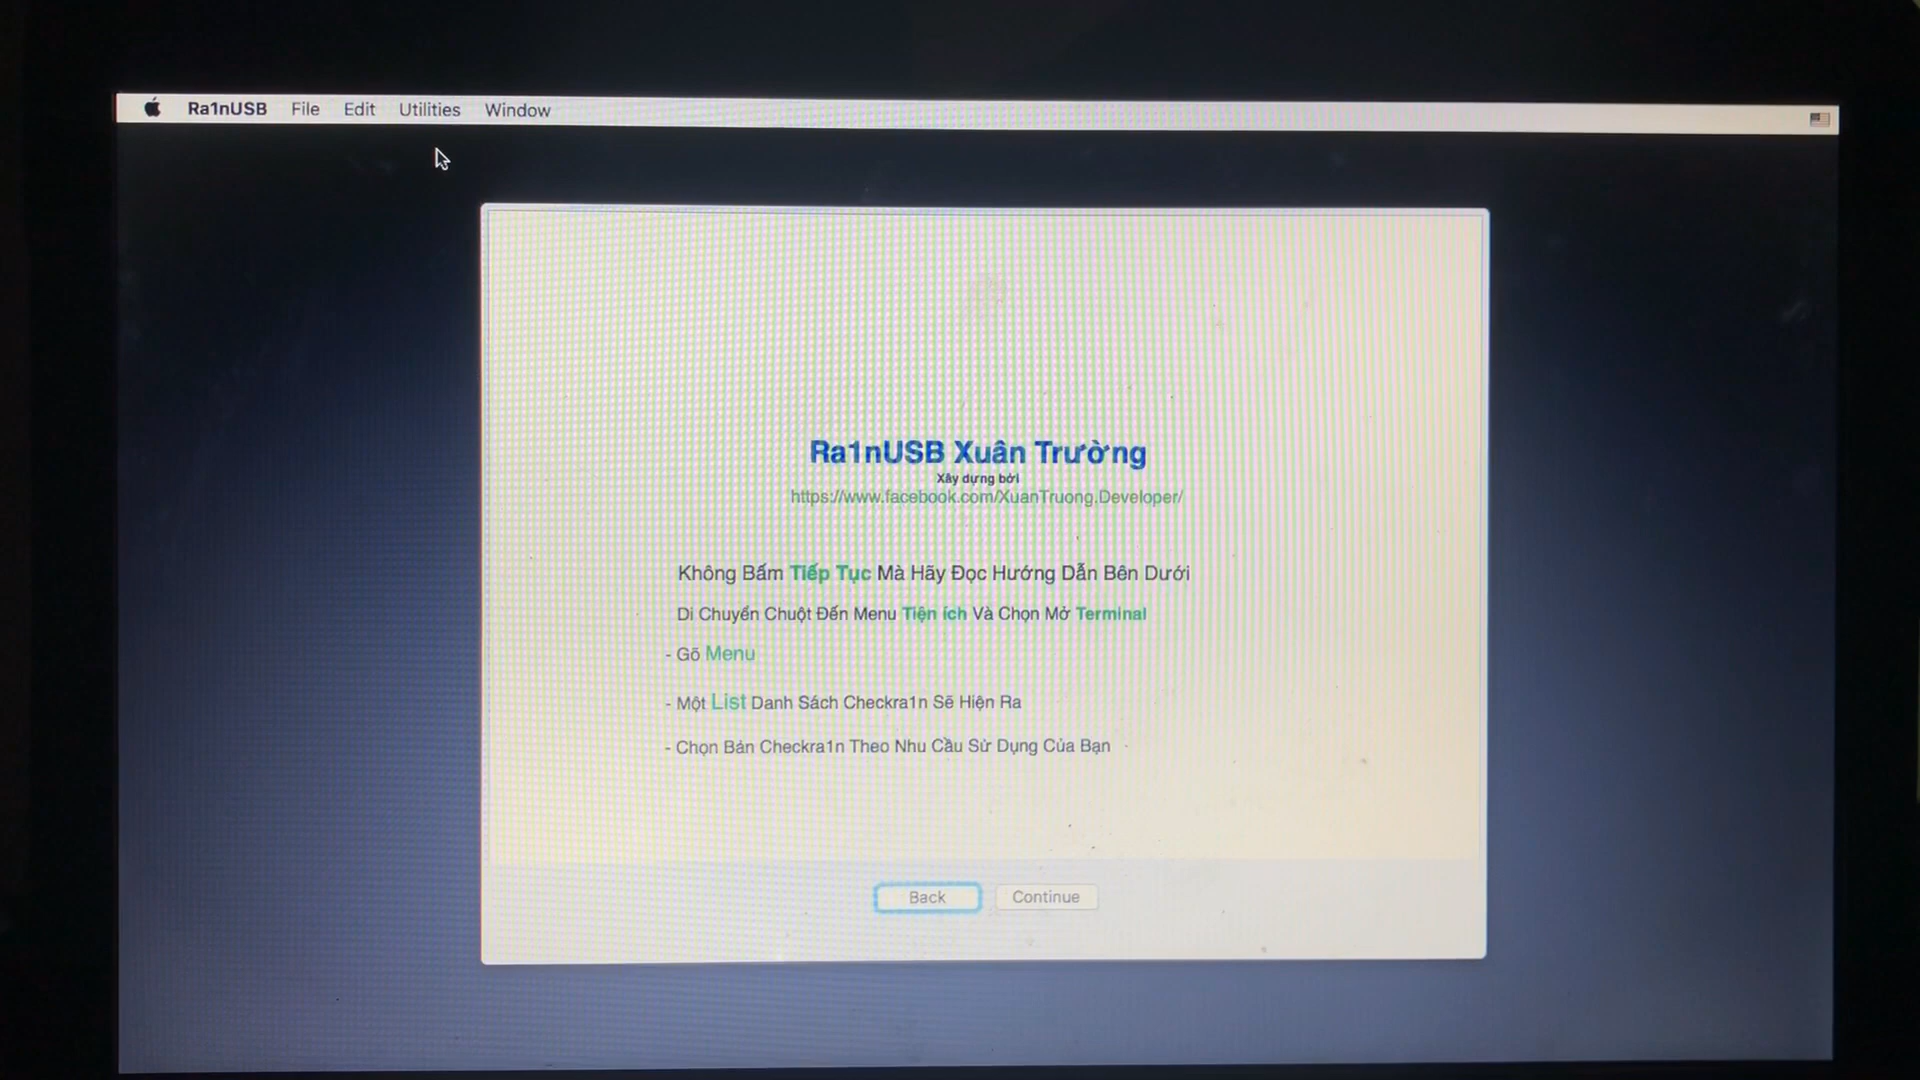 Ra1nUSB File Edit Utilities Window
Ra1nUSB Xuân Trường
Xây dựng bởi
https://www.facebook.com/XuanTruong.Developer/
Không Bấm Tiếp Tục Mà Hãy Đọc Hướng Dẫn Bên Dưới
Di Chuyển Chuột Đến Menu Tiện ích Và Chọn Mở Terminal
- Gõ Menu
- Một List Danh Sách Checkra1n Sẽ Hiện Ra
- Chọn Bản Checkra1n Theo Nhu Cầu Sử Dụng Của Bạn
Back Continue